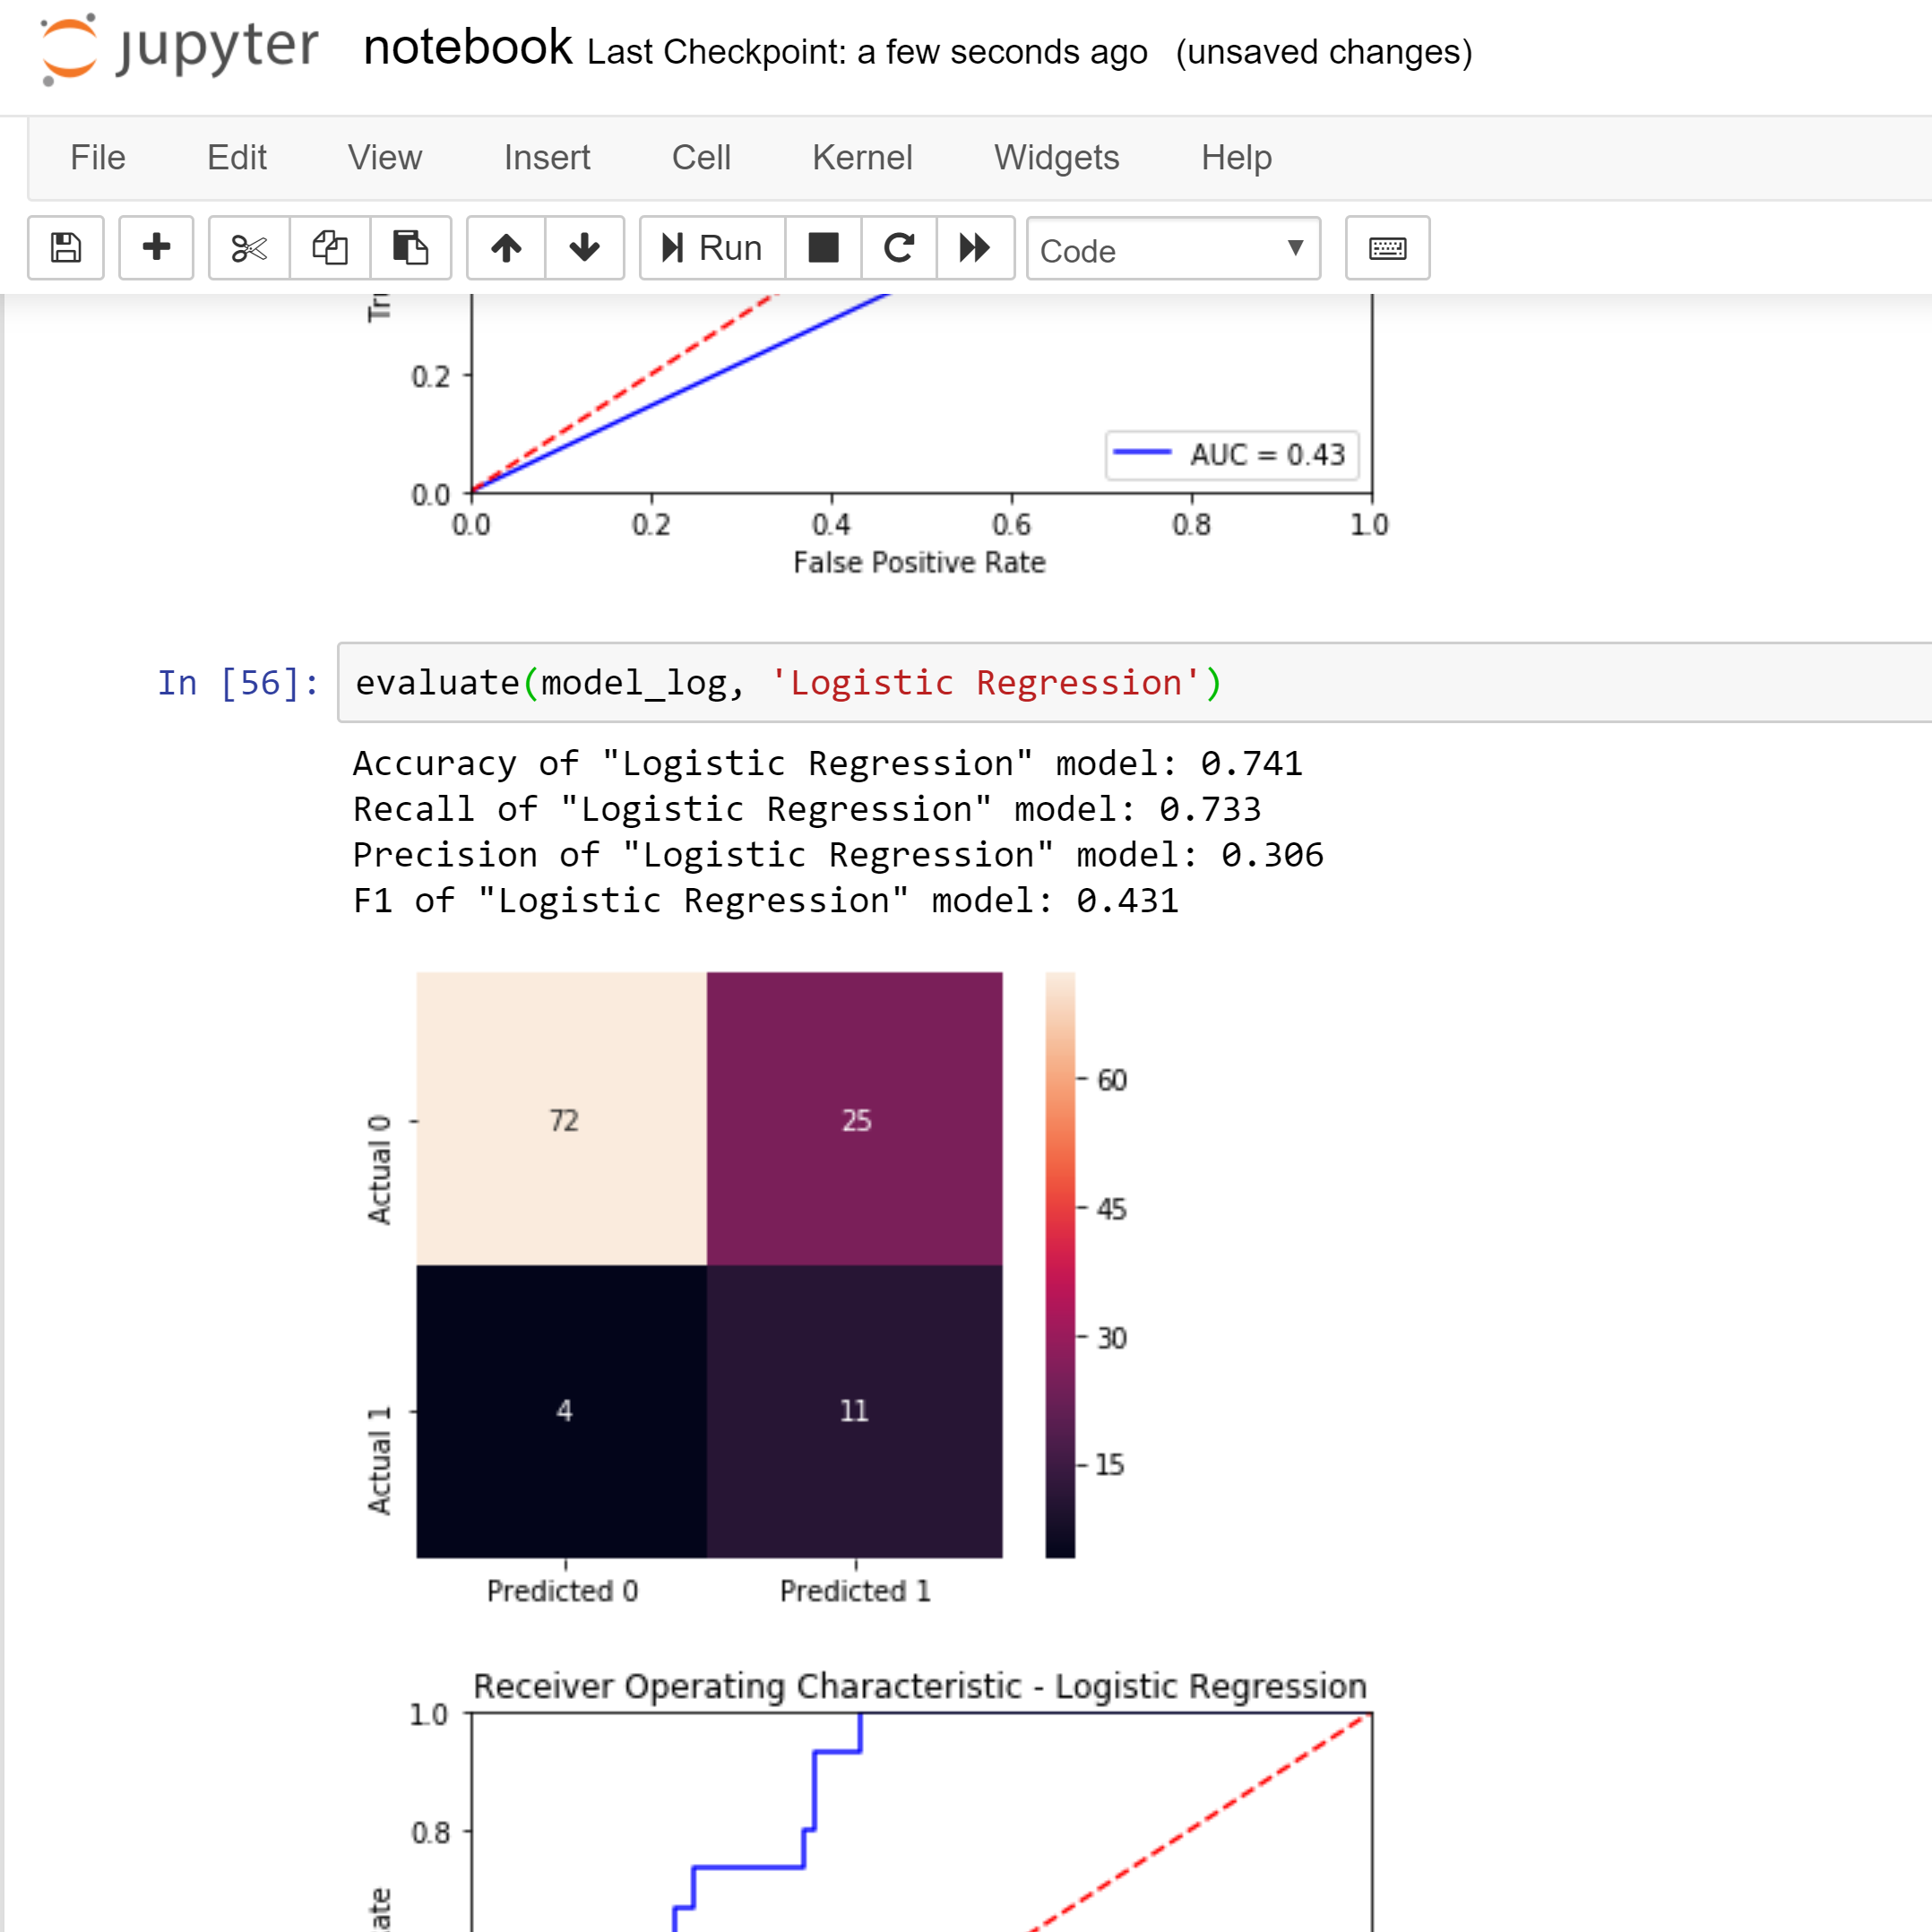 jupyter notebook Last Checkpoint: a few seconds ago (unsaved changes)
File Edit View Insert Cell Kernel Widgets Help
Run Code
0.2
AUC = 0.43
0.0
0.0 0.2 0.4 0.6 0.8 1.0
False Positive Rate
In [56]: evaluate(model_log, 'Logistic Regression')
Accuracy of "Logistic Regression" model: 0.741
Recall of "Logistic Regression" model: 0.733
Precision of "Logistic Regression" model: 0.306
F1 of "Logistic Regression" model: 0.431
60
Actual 0 72 25
45
30
Actual 1 4 11
15
Predicted 0 Predicted 1
Receiver Operating Characteristic - Logistic Regression
1.0
0.8